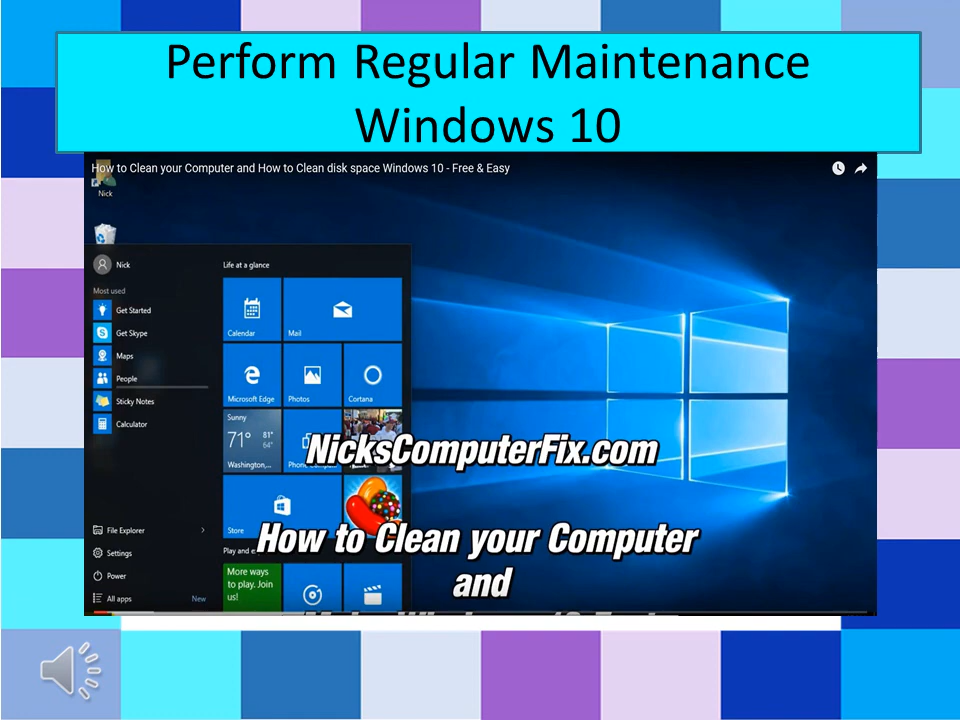 Perform Regular Maintenance
Windows 10
How to Clean your Computer and How to Clean disk space Windows 10 - Free & Easy
Nick
Nick
Life at a glance
Most used
Get Started
Get Skype
Maps
People
Sticky Notes
Calculator
Calendar
Mail
Microsoft Edge
Photos
Cortana
Sunny
71° 81°
64°
Washington,...
Phone
NicksComputerFix.com
File Explorer
Settings
Power
All apps
New
Store
Play and e
More ways
to play. Join
us!
How to Clean your Computer
and